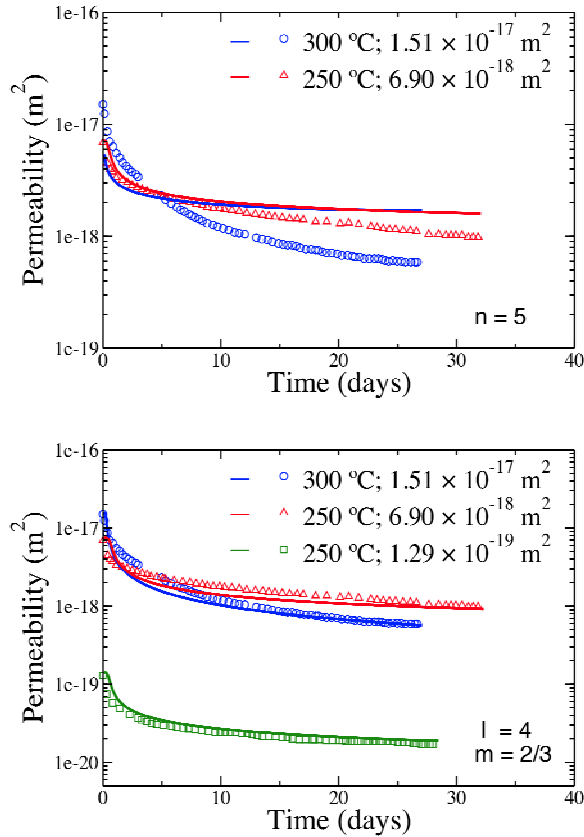 1e-16
300 ºC; 1.51 × 10⁻¹⁷ m²
250 ºC; 6.90 × 10⁻¹⁸ m²
1e-17
Permeability (m²)
1e-18
n = 5
1e-19
0 10 20 30 40
Time (days)
1e-16
300 ºC; 1.51 × 10⁻¹⁷ m²
250 ºC; 6.90 × 10⁻¹⁸ m²
1e-17
250 ºC; 1.29 × 10⁻¹⁹ m²
Permeability (m²)
1e-18
1e-19
l = 4
m = 2/3
1e-20
0 10 20 30 40
Time (days)